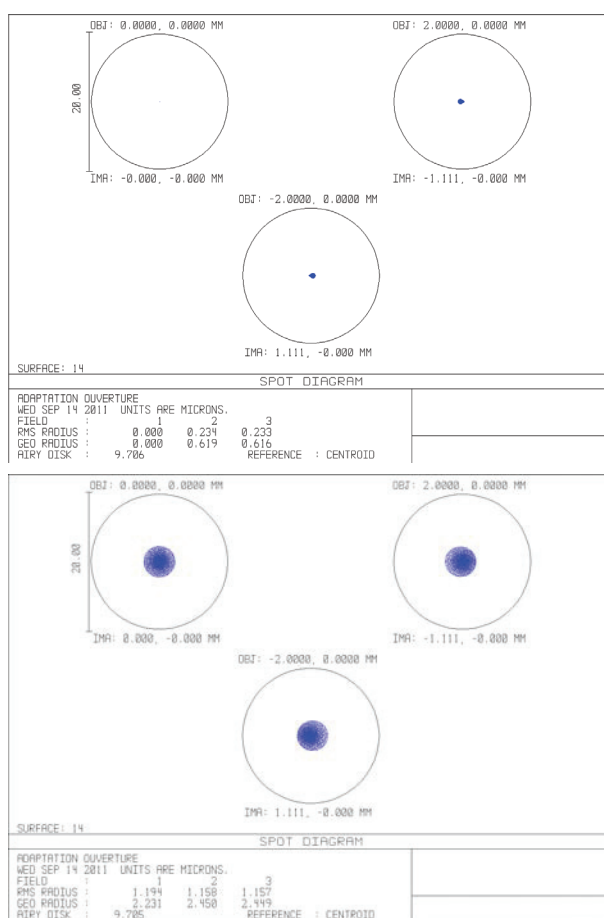 OBJ: 0.0000, 0.0000 MM OBJ: 2.0000, 0.0000 MM
20.00
IMA: -0.000, -0.000 MM IMA: -1.111, -0.000 MM
OBJ: -2.0000, 0.0000 MM
IMA: 1.111, -0.000 MM
SURFACE: 14
SPOT DIAGRAM
ADAPTATION OUVERTURE
WED SEP 14 2011 UNITS ARE MICRONS.
FIELD : 1 2 3
RMS RADIUS : 0.000 0.234 0.233
GEO RADIUS : 0.000 0.619 0.616
AIRY DISK : 9.706 REFERENCE : CENTROID
OBJ: 0.0000, 0.0000 MM OBJ: 2.0000, 0.0000 MM
20.00
IMA: 0.000, -0.000 MM IMA: -1.111, -0.000 MM
OBJ: -2.0000, 0.0000 MM
IMA: 1.111, -0.000 MM
SURFACE: 14
SPOT DIAGRAM
ADAPTATION OUVERTURE
WED SEP 14 2011 UNITS ARE MICRONS.
FIELD : 1 2 3
RMS RADIUS : 1.194 1.158 1.157
GEO RADIUS : 2.231 2.450 2.449
AIRY DISK : 9.705 REFERENCE : CENTROID